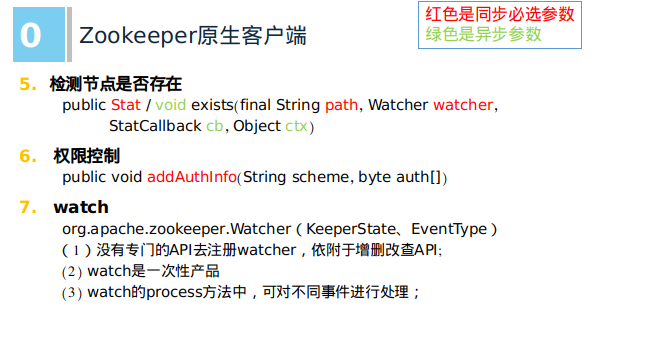 0
Zookeeper原生客户端
红色是同步必选参数
绿色是异步参数
5. 检测节点是否存在
public Stat / void exists(final String path, Watcher watcher,
StatCallback cb, Object ctx)
6. 权限控制
public void addAuthInfo(String scheme, byte auth[])
7. watch
org.apache.zookeeper.Watcher（KeeperState、EventType）
（1）没有专门的API去注册watcher，依附于增删改查API;
(2) watch是一次性产品
(3) watch的process方法中，可对不同事件进行处理；